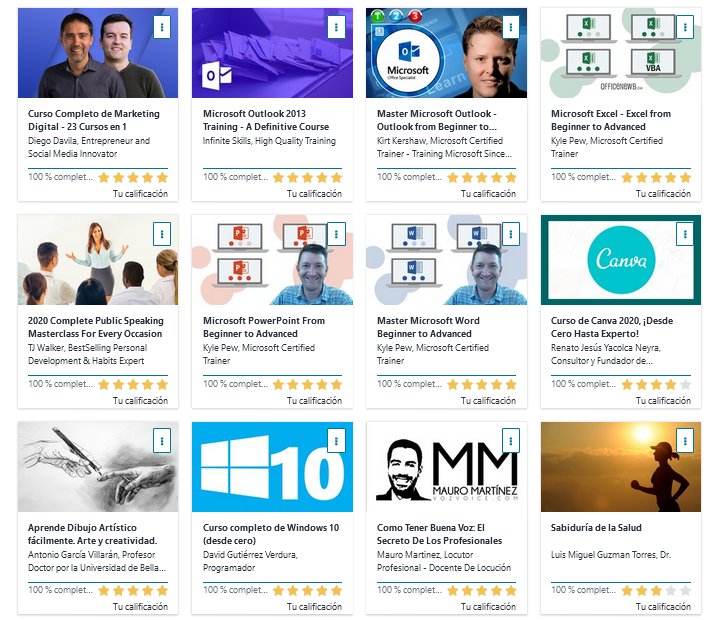 1 2 3
Microsoft
Office Specialist
Learn
VBA
OFFICENEWB.COM
Curso Completo de Marketing
Digital - 23 Cursos en 1
Diego Davila, Entrepreneur and
Social Media Innovator
100 % complet...
Tu calificación
Microsoft Outlook 2013
Training - A Definitive Course
Infinite Skills, High Quality Training
100 % complet...
Tu calificación
Master Microsoft Outlook -
Outlook from Beginner to...
Kirt Kershaw, Microsoft Certified
Trainer - Training Microsoft Since...
100 % complet...
Tu calificación
Microsoft Excel - Excel from
Beginner to Advanced
Kyle Pew, Microsoft Certified
Trainer
100 % complet...
Tu calificación
Canva
2020 Complete Public Speaking
Masterclass For Every Occasion
TJ Walker, BestSelling Personal
Development & Habits Expert
100 % complet...
Tu calificación
Microsoft PowerPoint From
Beginner to Advanced
Kyle Pew, Microsoft Certified
Trainer
100 % complet...
Tu calificación
Master Microsoft Word
Beginner to Advanced
Kyle Pew, Microsoft Certified
Trainer
100 % complet...
Tu calificación
Curso de Canva 2020, ¡Desde
Cero Hasta Experto!
Renato Jesús Yacolca Neyra,
Consultor y Fundador de...
100 % complet...
Tu calificación
10
MM
MAURO MARTÍNEZ
VOZVOICE.COM
Aprende Dibujo Artístico
fácilmente. Arte y creatividad.
Antonio García Villarán, Profesor
Doctor por la Universidad de Bella...
100 % complet...
Tu calificación
Curso completo de Windows 10
(desde cero)
David Gutiérrez Verdura,
Programador
100 % complet...
Tu calificación
Como Tener Buena Voz: El
Secreto De Los Profesionales
Mauro Martinez, Locutor
Profesional - Docente De Locución
100 % complet...
Tu calificación
Sabiduría de la Salud
Luis Miguel Guzman Torres, Dr.
100 % complet...
Tu calificación